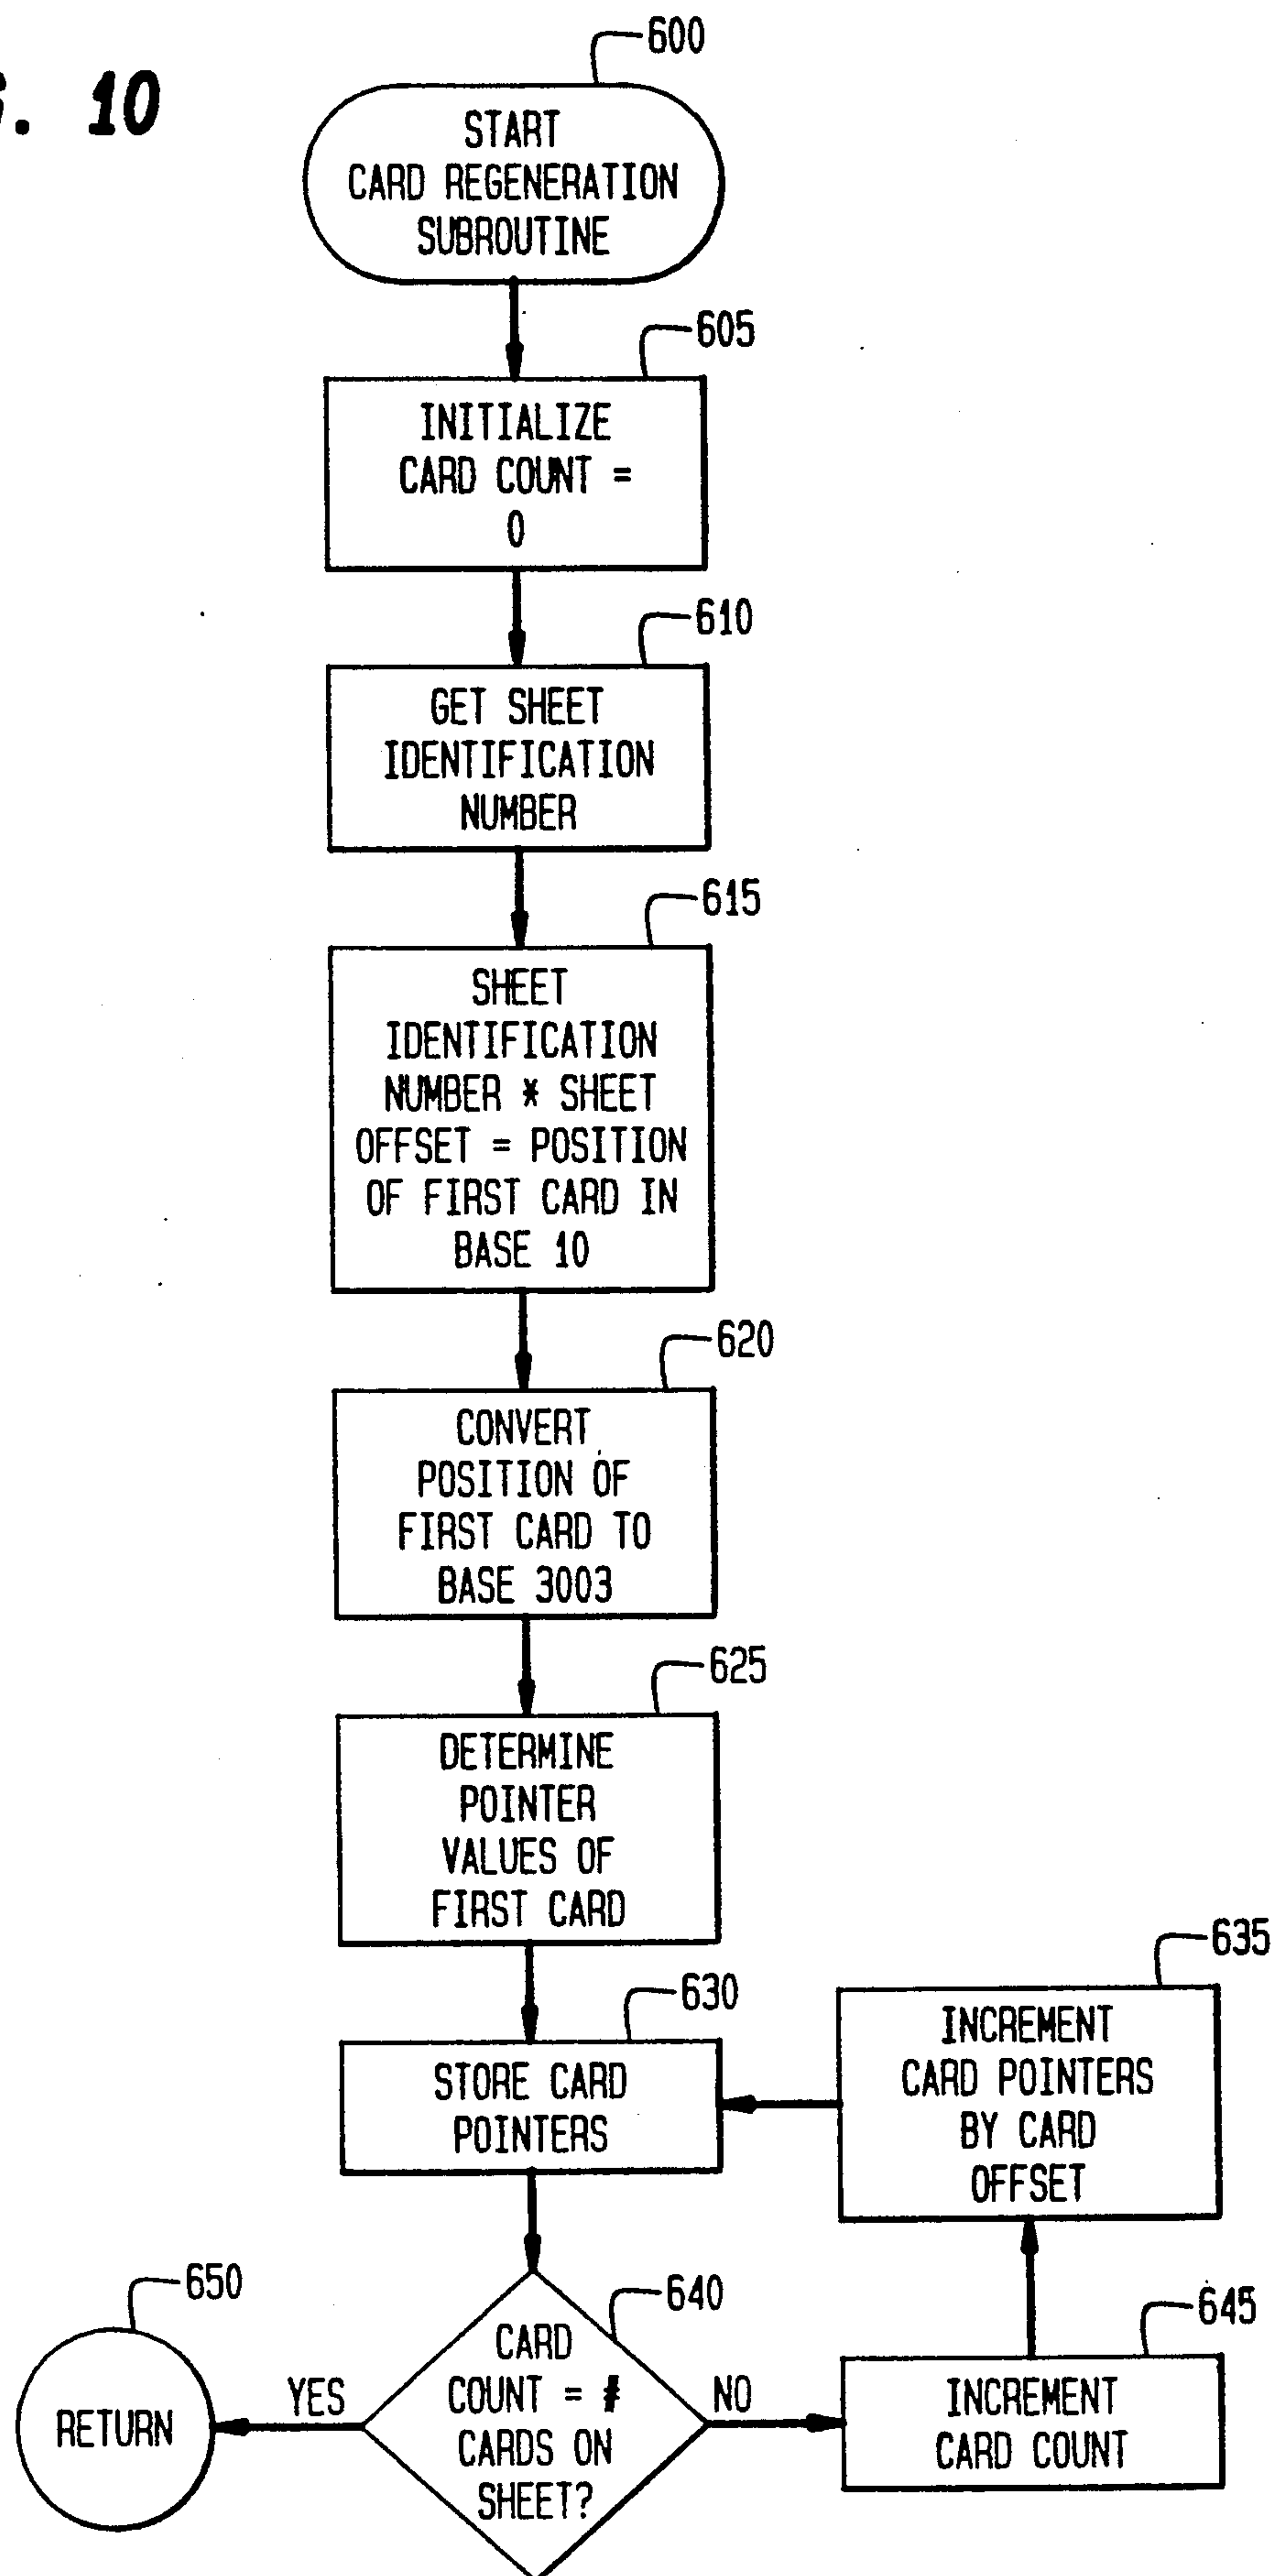 . 10
600
START
CARD REGENERATION
SUBROUTINE
605
INITIALIZE
CARD COUNT =
0
610
GET SHEET
IDENTIFICATION
NUMBER
615
SHEET
IDENTIFICATION
NUMBER * SHEET
OFFSET = POSITION
OF FIRST CARD IN
BASE 10
620
CONVERT
POSITION OF
FIRST CARD TO
BASE 3003
625
DETERMINE
POINTER
VALUES OF
FIRST CARD
630
STORE CARD
POINTERS
635
INCREMENT
CARD POINTERS
BY CARD
OFFSET
640
CARD
COUNT = #
CARDS ON
SHEET?
YES
NO
645
INCREMENT
CARD COUNT
650
RETURN